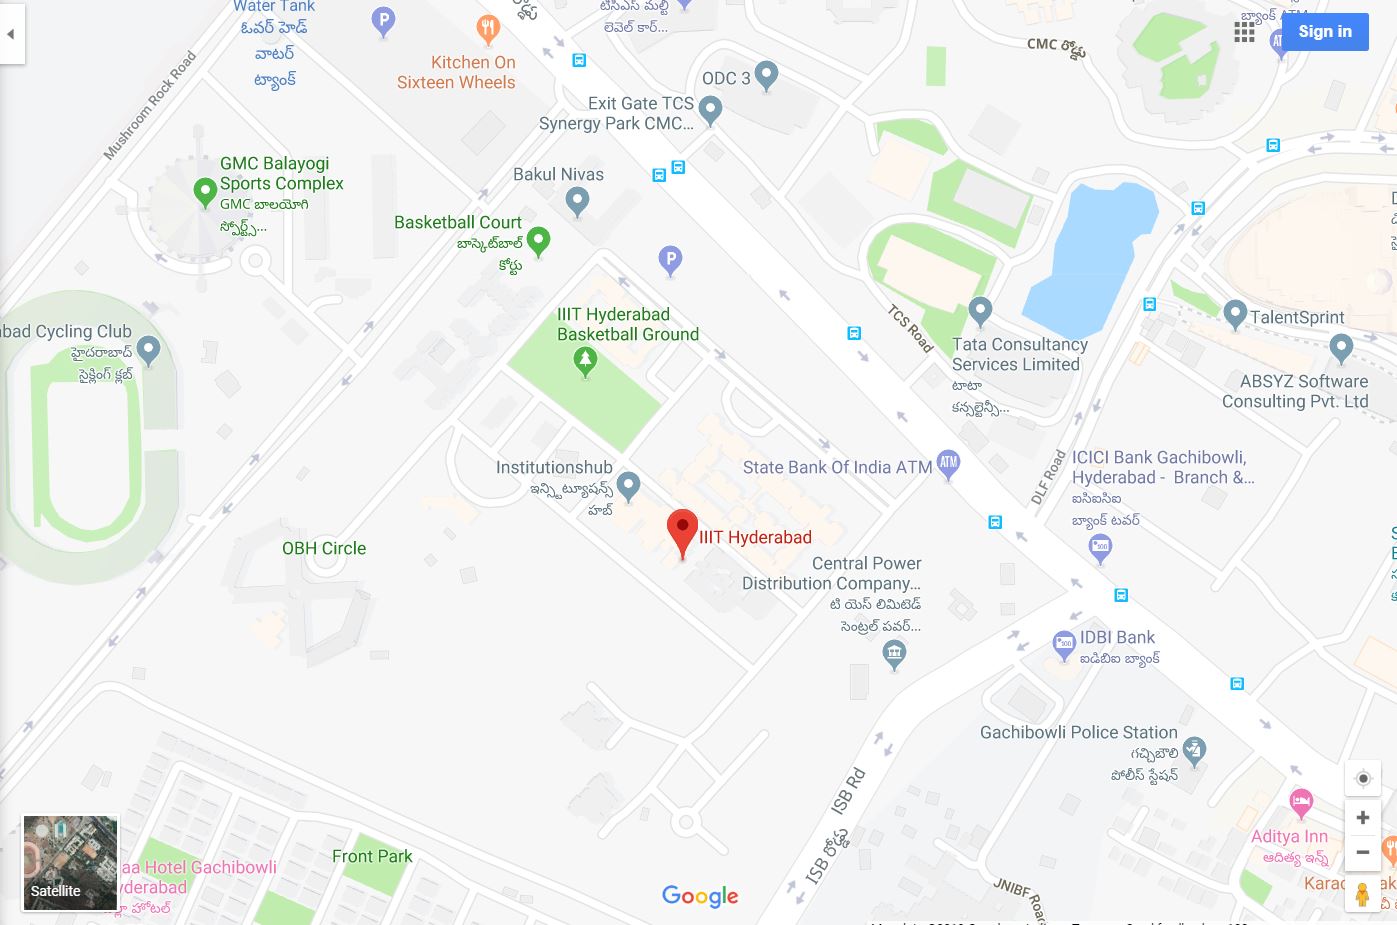 Water Tank
ఓవర్ హెడ్
వాటర్
ట్యాంక్
P
Kitchen On
Sixteen Wheels
టిసిఎస్ మల్టి
లెవెల్ కార్...
CMC రోడ్డు
Sign in
Mushroom Rock Road
ODC 3
Exit Gate TCS
Synergy Park CMC...
GMC Balayogi
Sports Complex
GMC బాలయోగి
స్పోర్ట్స్...
Bakul Nivas
Basketball Court
బాస్కెట్‌బాల్
కోర్టు
P
IIIT Hyderabad
Basketball Ground
TCS Road
Tata Consultancy
Services Limited
టాటా
కన్సల్టెన్సీ...
TalentSprint
ABSYZ Software
Consulting Pvt. Ltd
abad Cycling Club
హైదరాబాద్
సైక్లింగ్ క్లబ్
Institutionshub
ఇన్స్టిట్యూషన్స్
హబ్
State Bank Of India ATM
ATM
DLF Road
ICICI Bank Gachibowli,
Hyderabad - Branch &...
ఐసిఐసిఐ
బ్యాంక్ టవర్
IIIT Hyderabad
OBH Circle
Central Power
Distribution Company...
టి యెస్ లిమిటెడ్
సెంట్రల్ పవర్...
IDBI Bank
ఐడిబిఐ బ్యాంక్
Gachibowli Police Station
గచ్చిబౌలి
పోలీస్ స్టేషన్
ISB Rd
ISB రోడ్డు
Front Park
aa Hotel Gachibowli
yderabad
హోటల్
Satellite
Google
JNIBF Road
Aditya Inn
ఆదిత్య ఇన్న్